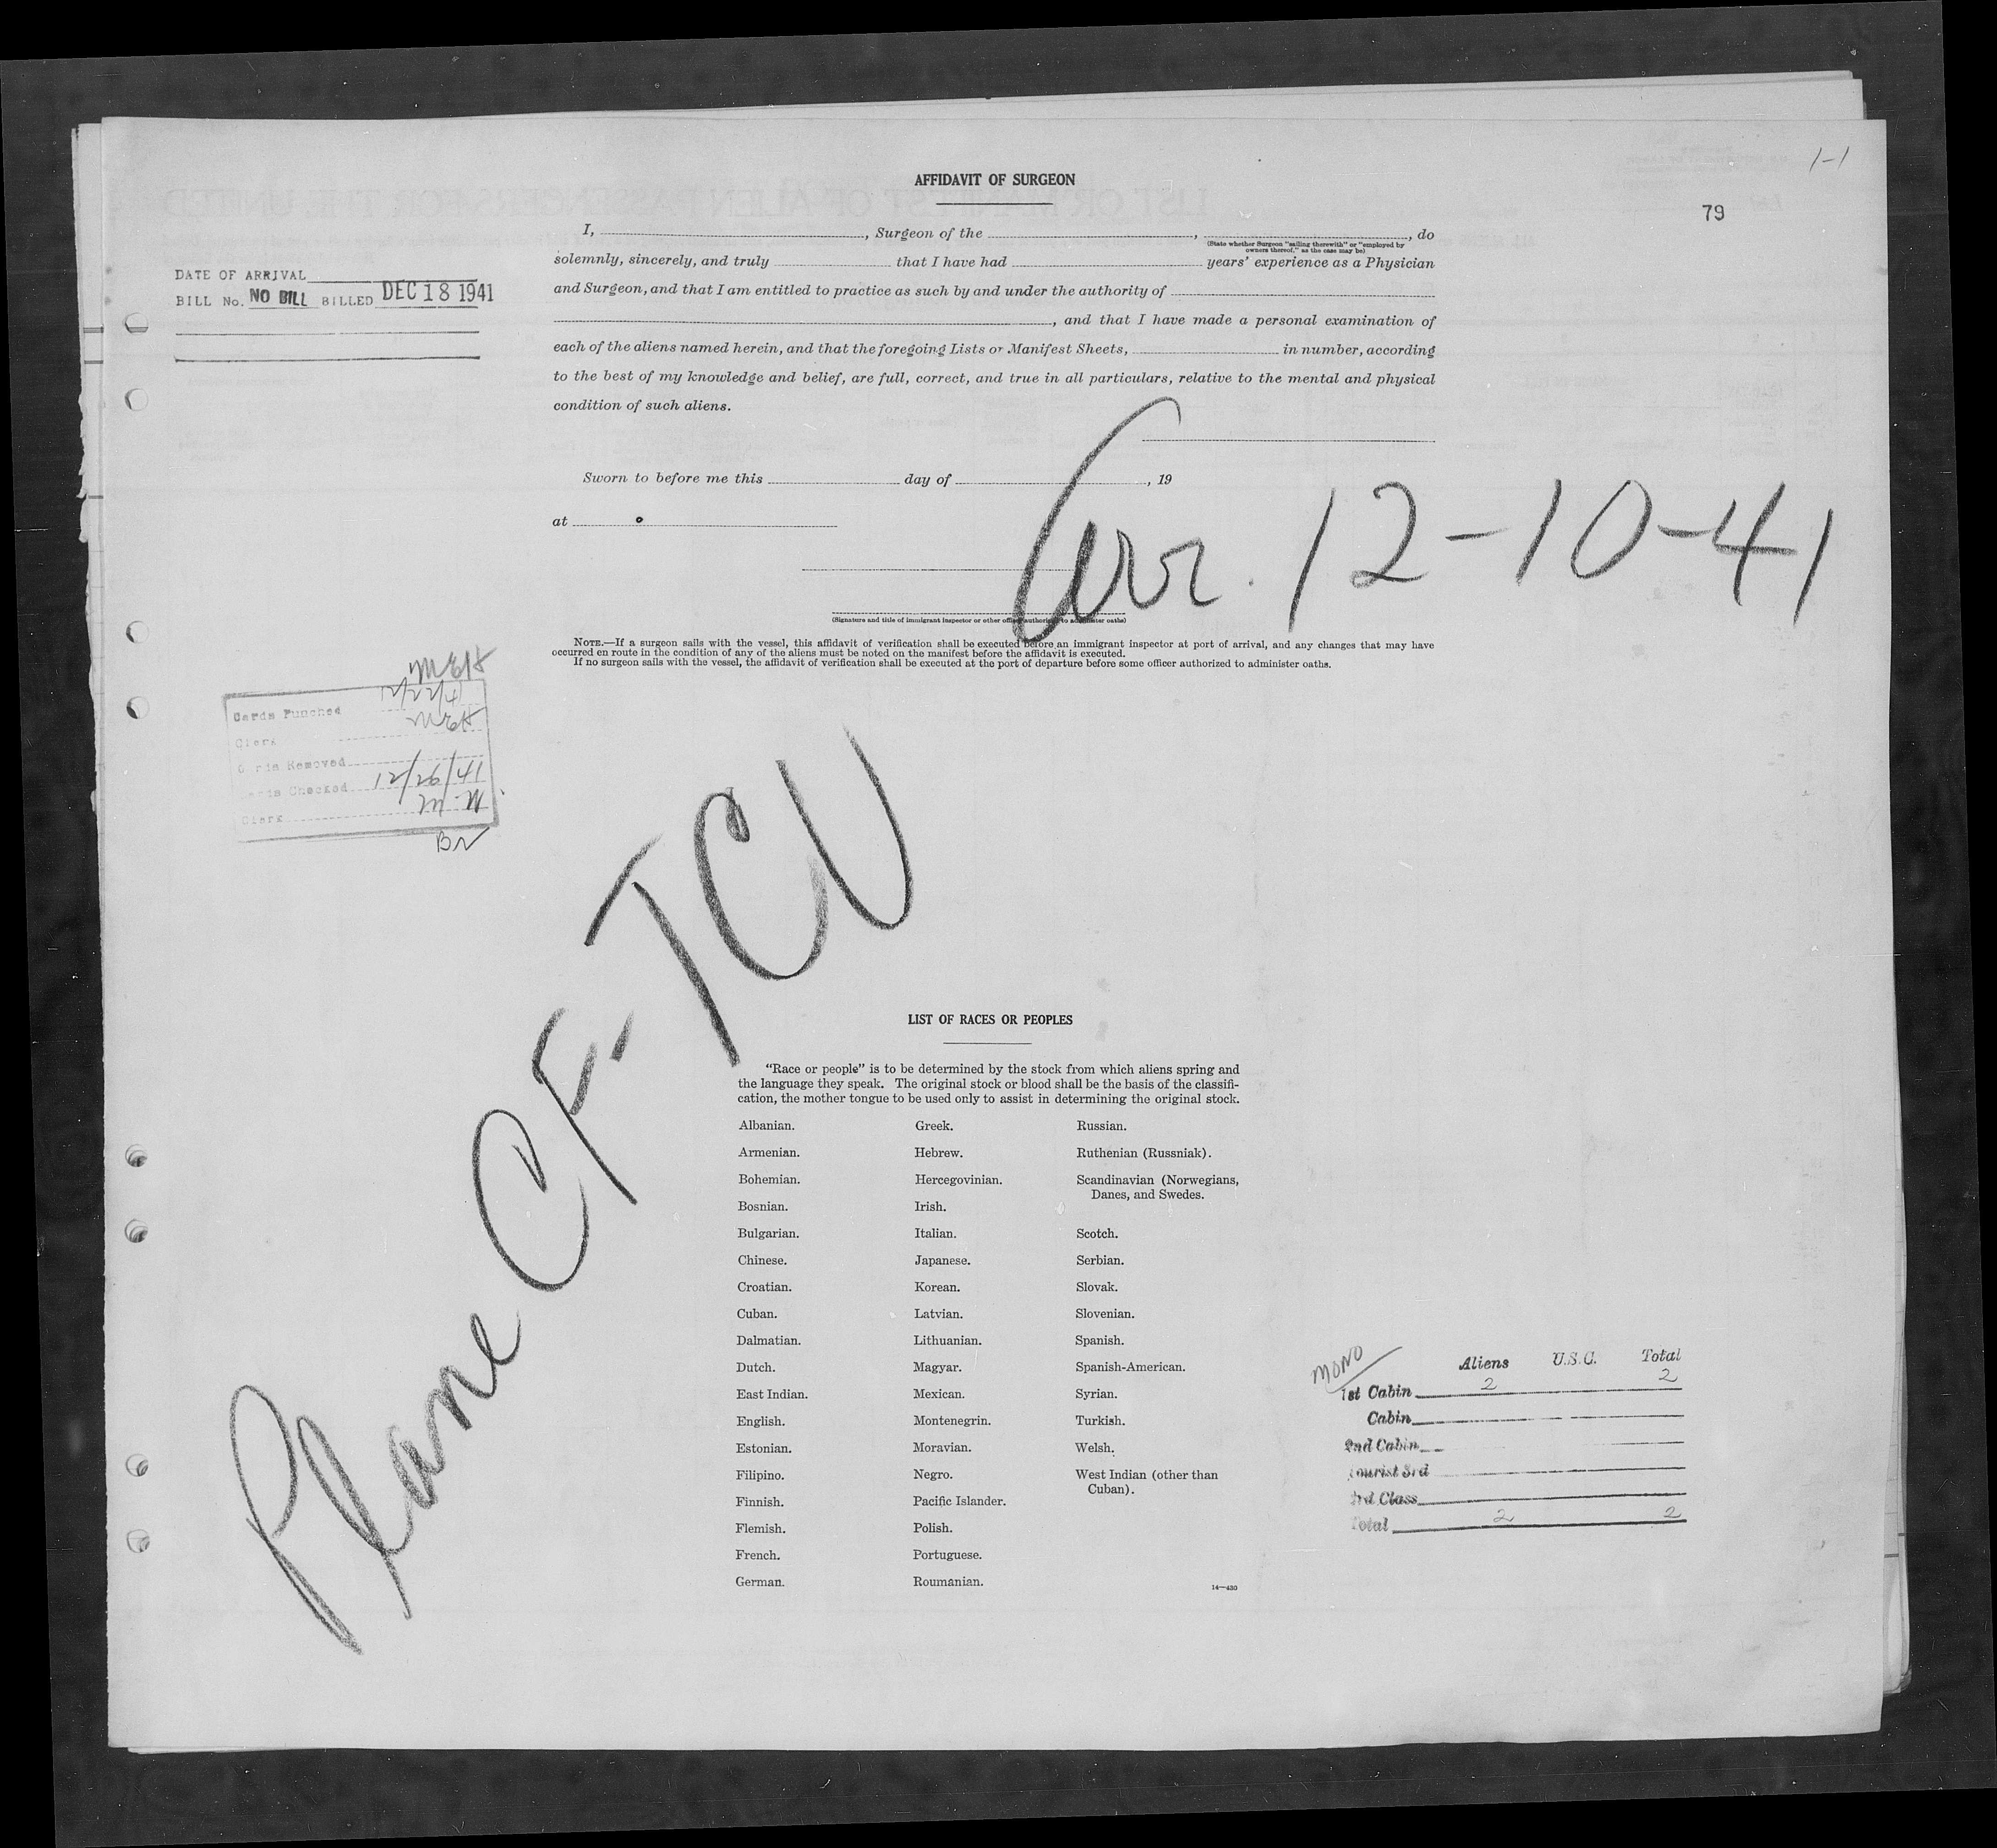 1-1
79
AFFIDAVIT OF SURGEON
I, , Surgeon of the , , do
(State whether Surgeon "sailing therewith" or "employed by
owners thereof," as the case may be)
solemnly, sincerely, and truly that I have had years' experience as a Physician
and Surgeon, and that I am entitled to practice as such by and under the authority of
, and that I have made a personal examination of
each of the aliens named herein, and that the foregoing Lists or Manifest Sheets, in number, according
to the best of my knowledge and belief, are full, correct, and true in all particulars, relative to the mental and physical
condition of such aliens.
DATE OF ARRIVAL
BILL No. NO BILL BILLED DEC 18 1941
Sworn to before me this day of , 19
at
Arr. 12-10-41
(Signature and title of immigrant inspector or other officer authorized to administer oaths)
NOTE.—If a surgeon sails with the vessel, this affidavit of verification shall be executed before an immigrant inspector at port of arrival, and any changes that may have
occurred en route in the condition of any of the aliens must be noted on the manifest before the affidavit is executed.
If no surgeon sails with the vessel, the affidavit of verification shall be executed at the port of departure before some officer authorized to administer oaths.
MEH
Cards Punched 12/22/41
Clerk MEH
Cards Removed
Cards Checked 12/26/41
Clerk
Plane CF-TCU
LIST OF RACES OR PEOPLES
"Race or people" is to be determined by the stock from which aliens spring and
the language they speak. The original stock or blood shall be the basis of the classifi-
cation, the mother tongue to be used only to assist in determining the original stock.
Albanian. Greek. Russian.
Armenian. Hebrew. Ruthenian (Russniak).
Bohemian. Hercegovinian. Scandinavian (Norwegians,
Danes, and Swedes.
Bosnian. Irish.
Bulgarian. Italian. Scotch.
Chinese. Japanese. Serbian.
Croatian. Korean. Slovak.
Cuban. Latvian. Slovenian.
Dalmatian. Lithuanian. Spanish.
Dutch. Magyar. Spanish-American.
East Indian. Mexican. Syrian.
English. Montenegrin. Turkish.
Estonian. Moravian. Welsh.
Filipino. Negro. West Indian (other than
Cuban).
Finnish. Pacific Islander.
Flemish. Polish.
French. Portuguese.
German. Roumanian.
14—430
MONO
Aliens U.S.C. Total
1st Cabin 2 2
Cabin
2nd Cabin
Tourist 3rd
3rd Class
Total 2 2